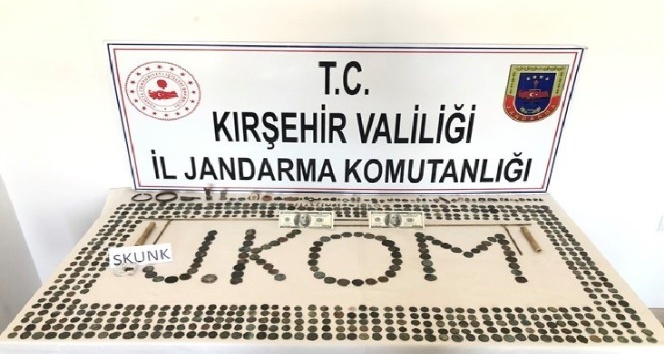 T.C.
KIRŞEHİR VALİLİĞİ
İL JANDARMA KOMUTANLIĞI
SKUNK
J.KOM